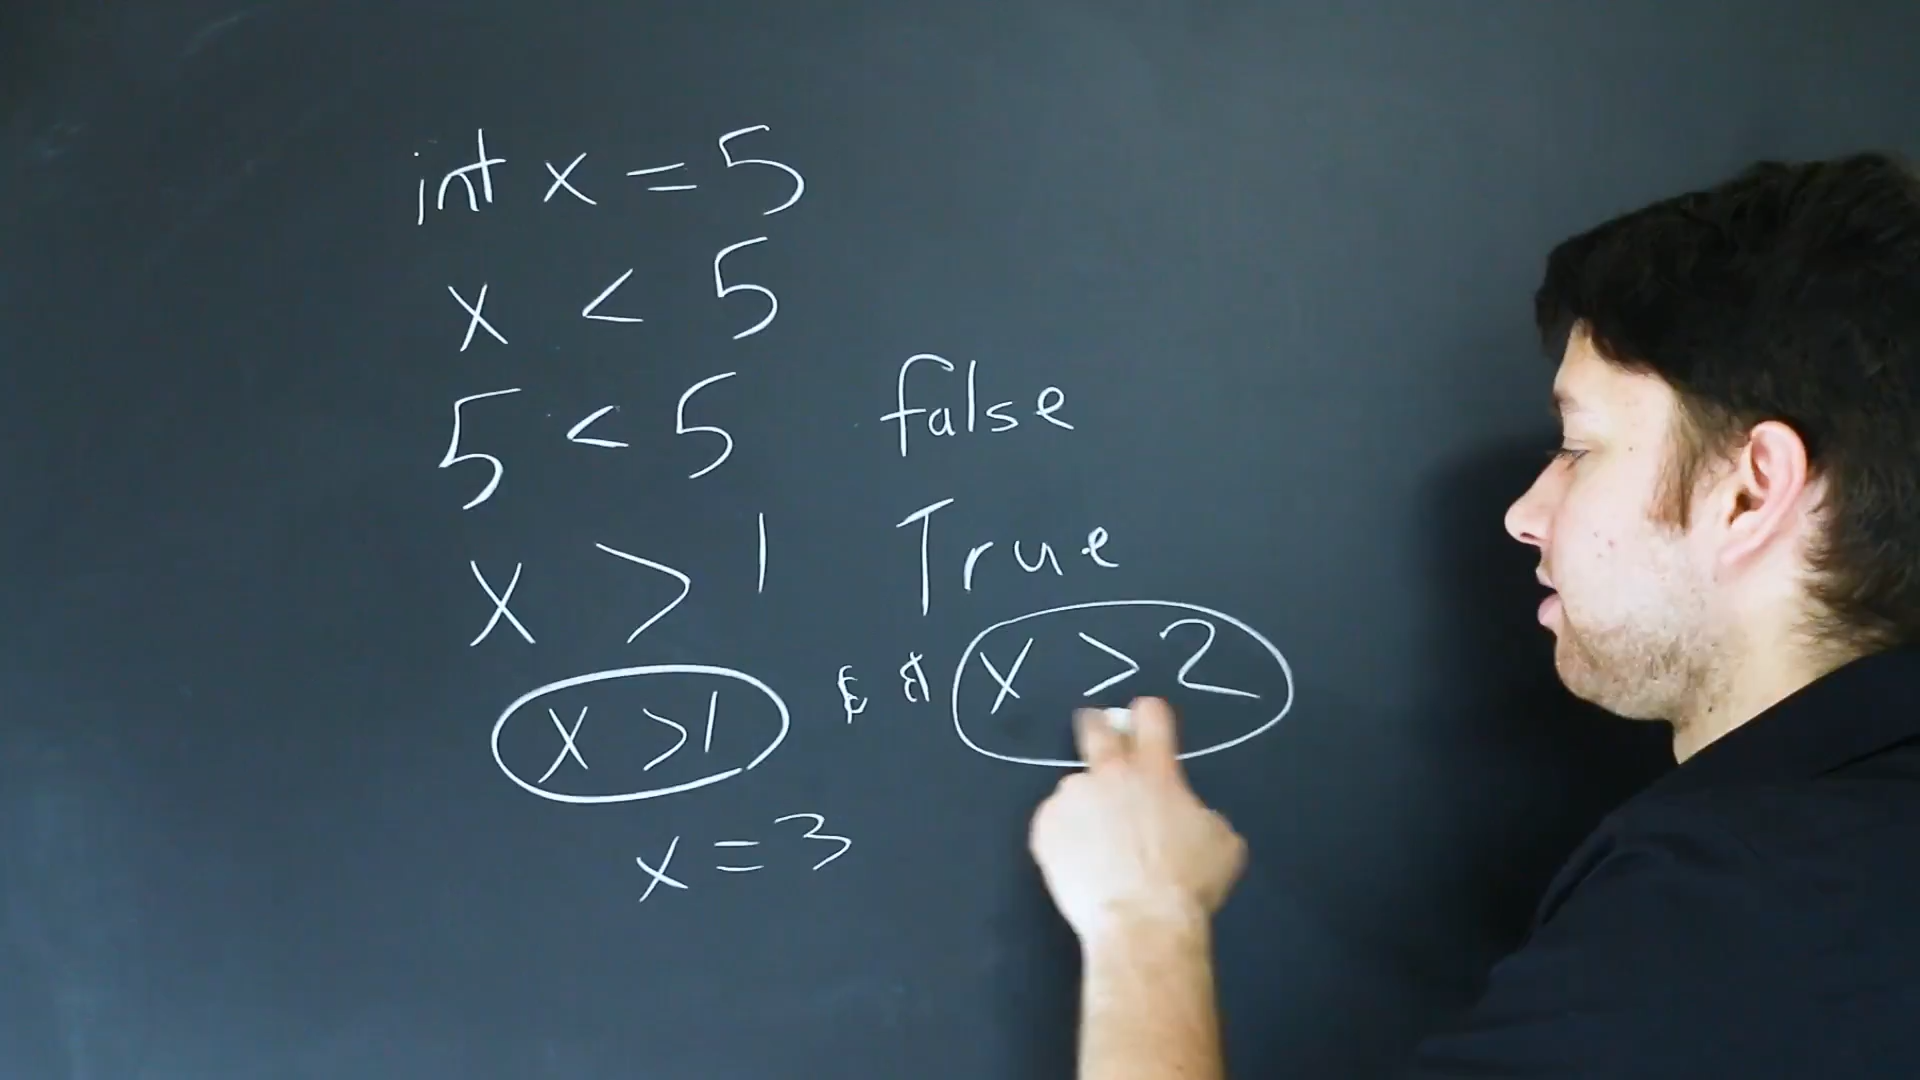 int x = 5
x < 5
5 < 5 false
x > 1 True
x >1 && x > 2
x = 3